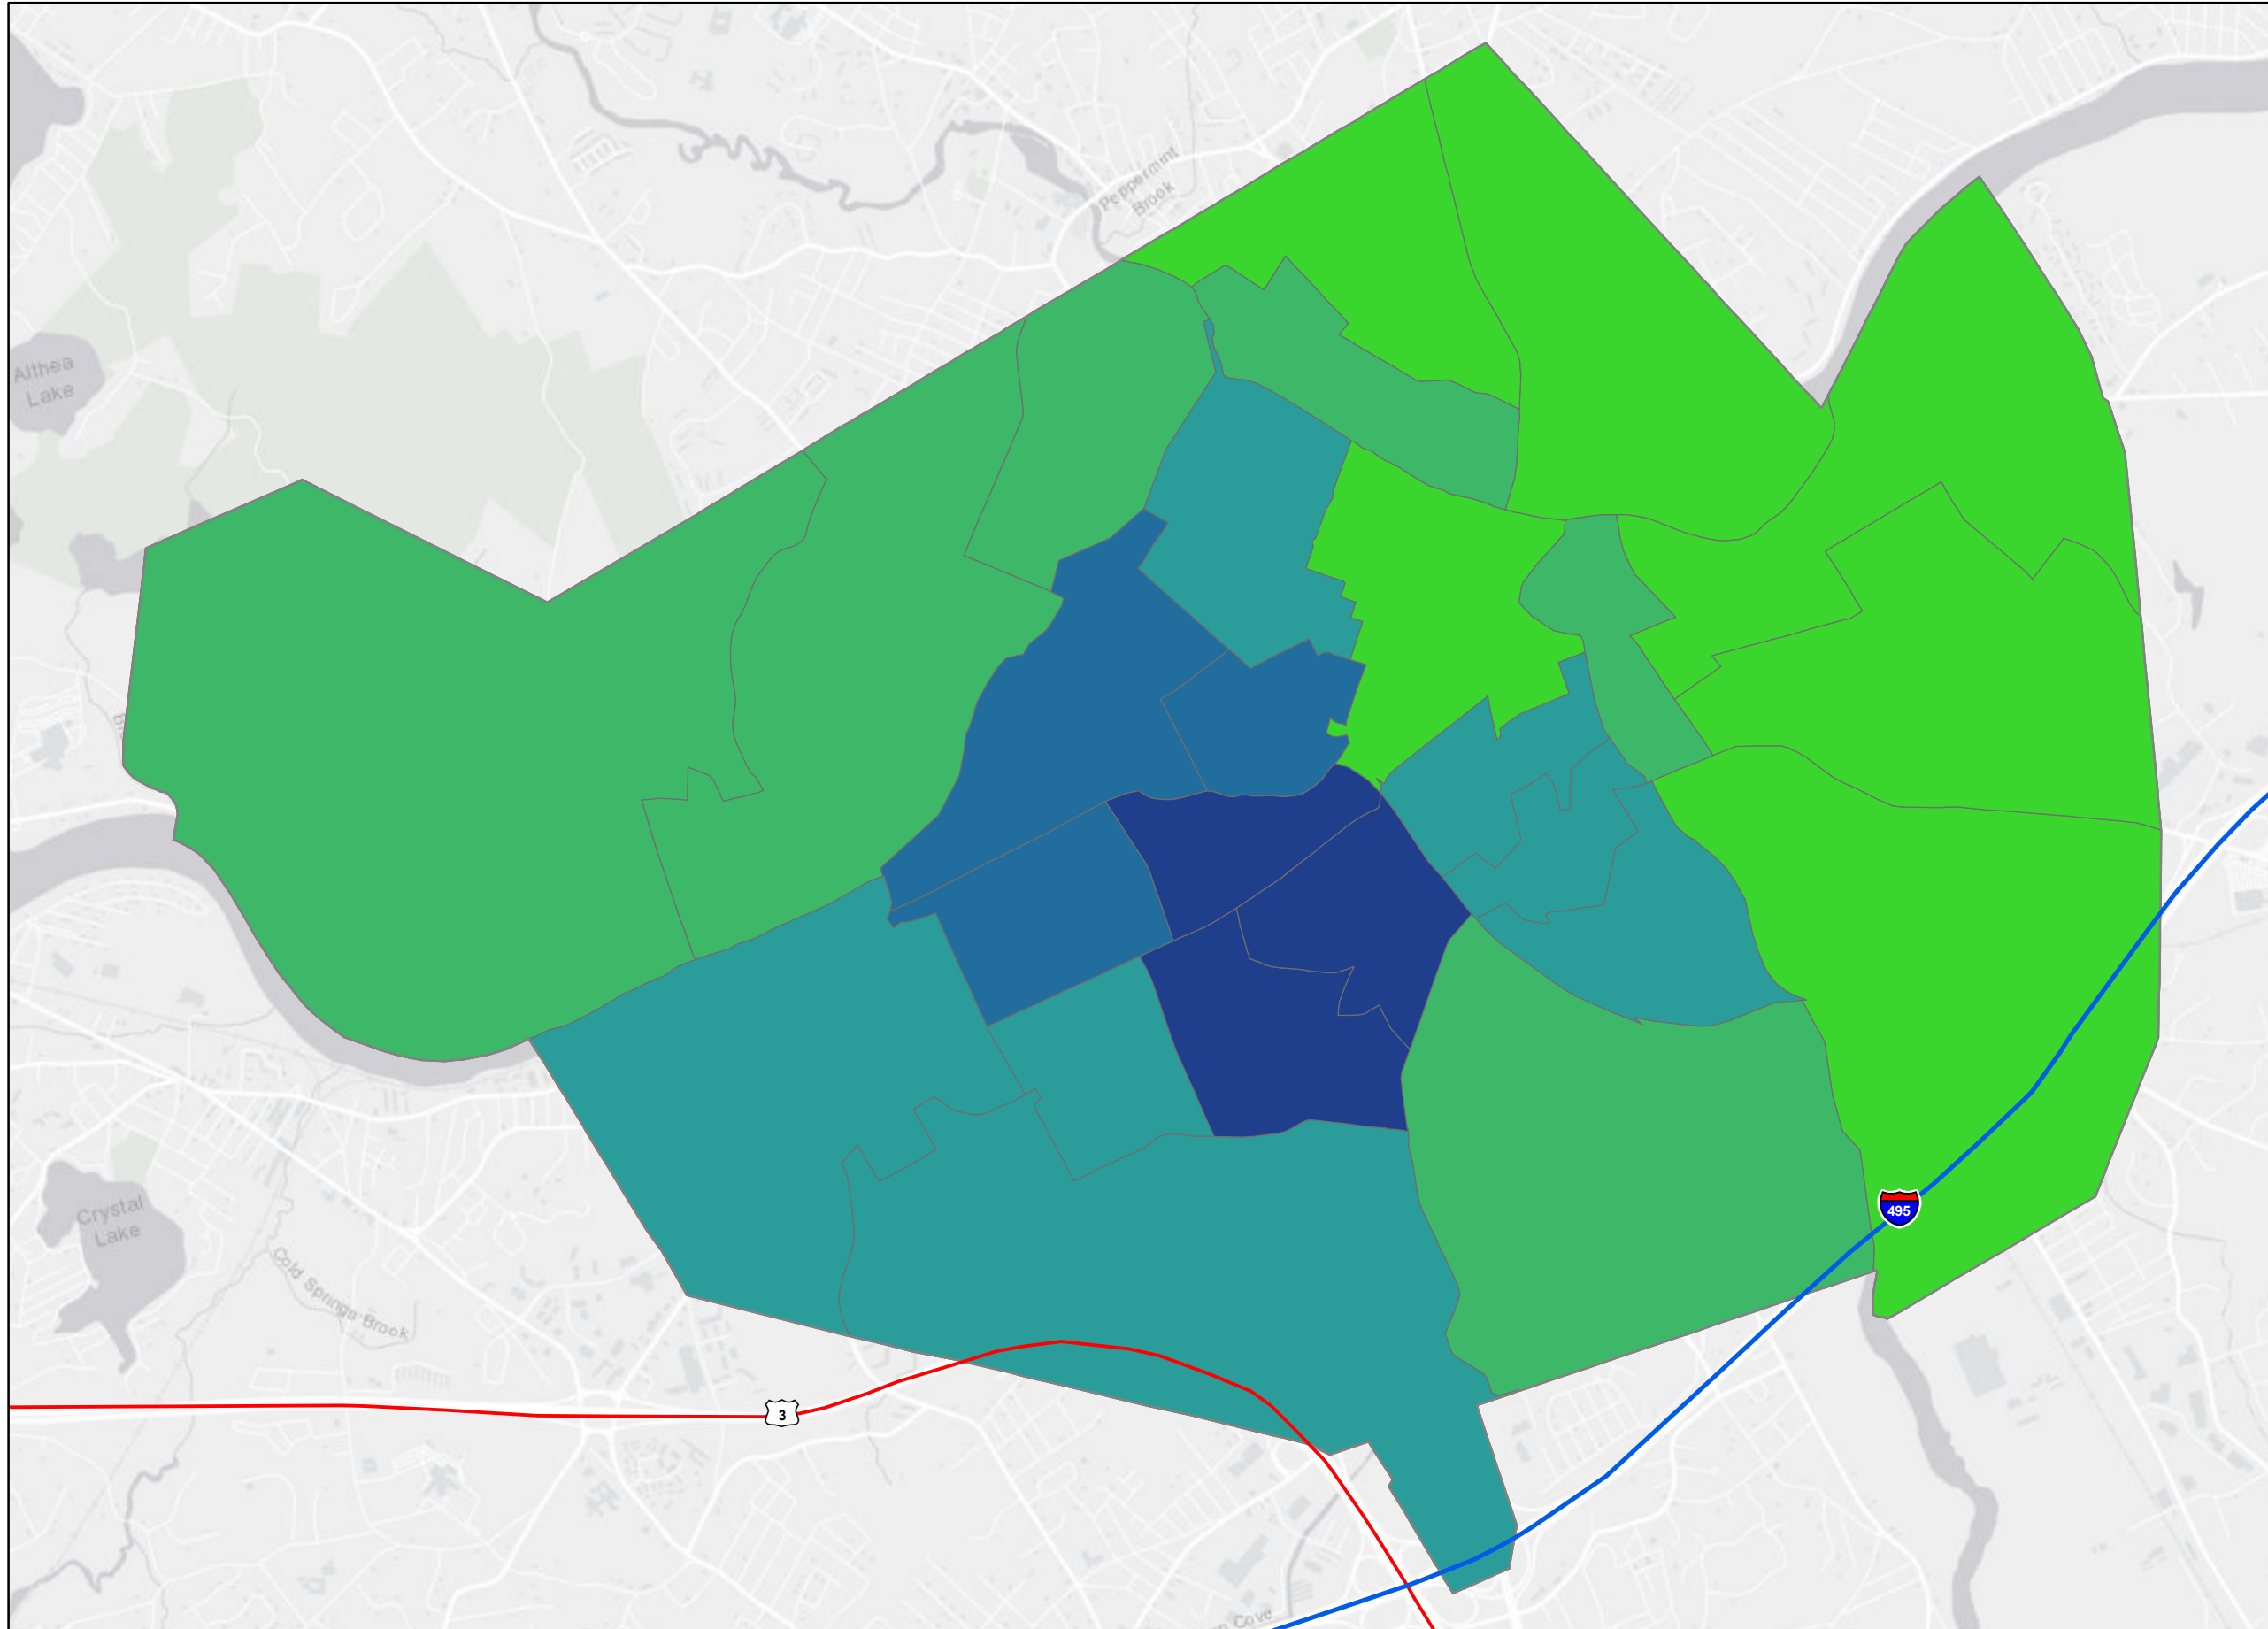 Peppermint
Brook
Althea
Lake
Crystal
Lake
Cold Springs Brook
495
3
Cove